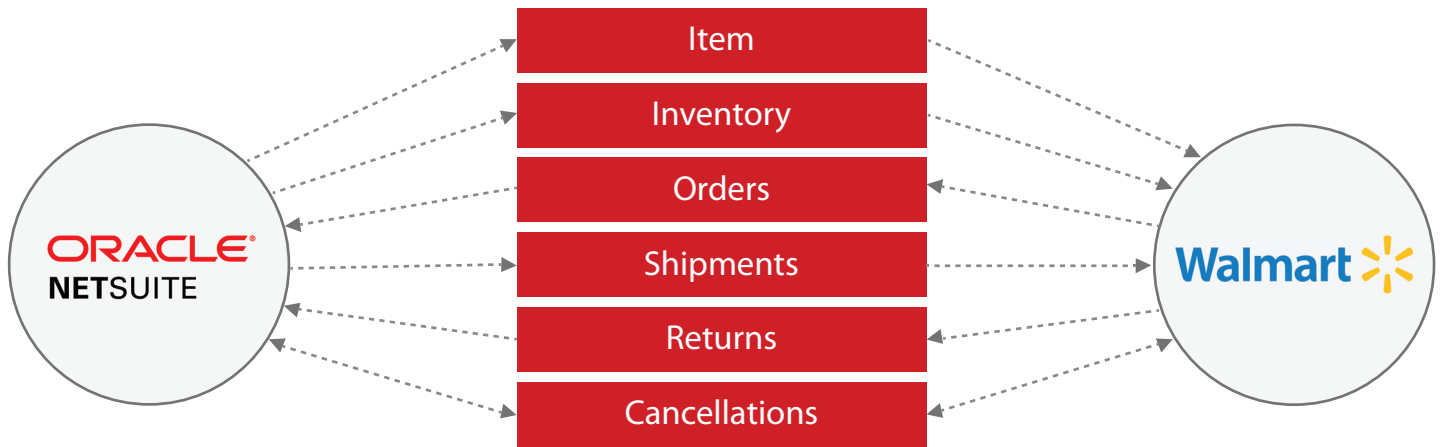 Item
Inventory
Orders
ORACLE®
NETSUITE
Shipments
Walmart
Returns
Cancellations